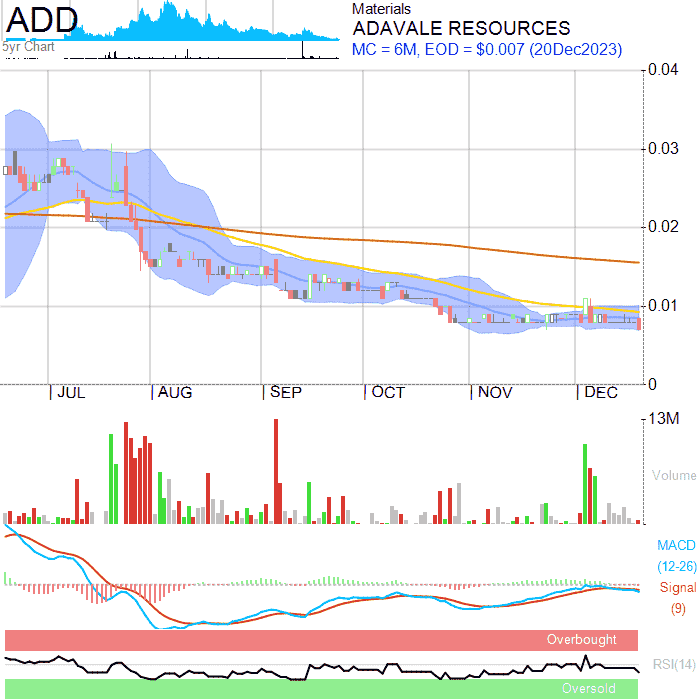 ADD
Materials
ADAVALE RESOURCES
5yr Chart
MC = 6M, EOD = $0.007 (20Dec2023)
0.04
0.03
0.02
0.01
0
JUL AUG SEP OCT NOV DEC
13M
Volume
MACD
(12-26)
Signal
(9)
Overbought
RSI(14)
Oversold